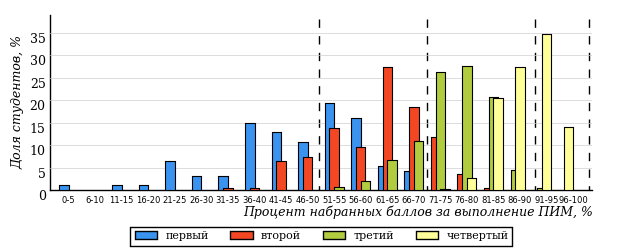 Доля студентов, %
35
30
25
20
15
10
5
0
0-5 6-10 11-15 16-20 21-25 26-30 31-35 36-40 41-45 46-50 51-55 56-60 61-65 66-70 71-75 76-80 81-85 86-90 91-95 96-100
Процент набранных баллов за выполнение ПИМ, %
первый второй третий четвертый